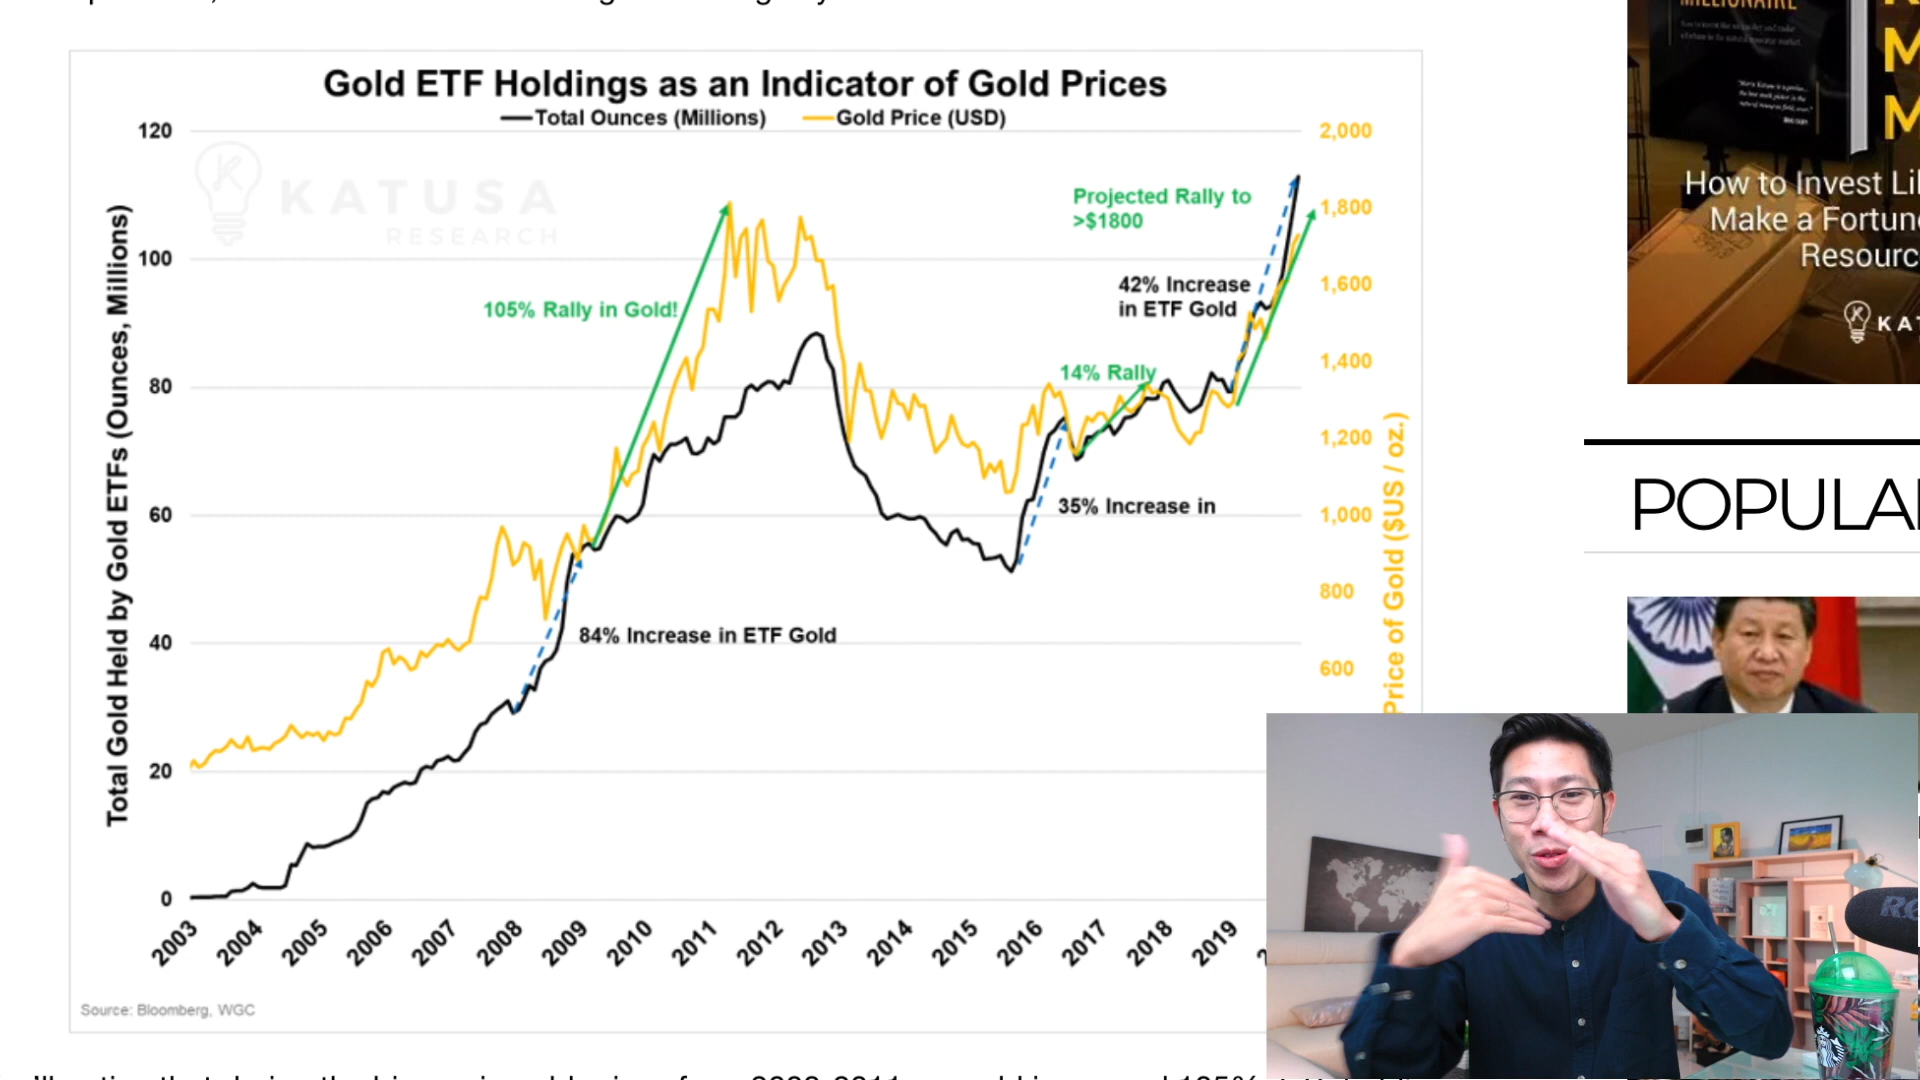 Gold ETF Holdings as an Indicator of Gold Prices
Total Ounces (Millions)
Gold Price (USD)
120
100
80
60
40
20
0
2,000
1,800
1,600
1,400
1,200
1,000
800
600
Total Gold Held by Gold ETFs (Ounces, Millions)
Price of Gold ($US / oz.)
KATUSA
RESEARCH
105% Rally in Gold!
Projected Rally to
>$1800
42% Increase
in ETF Gold
14% Rally
35% Increase in
84% Increase in ETF Gold
2003
2004
2005
2006
2007
2008
2009
2010
2011
2012
2013
2014
2015
2016
2017
2018
2019
Source: Bloomberg, WGC
MILLIONAIRE
How to Invest Li
Make a Fortun
Resourc
KA
POPULA